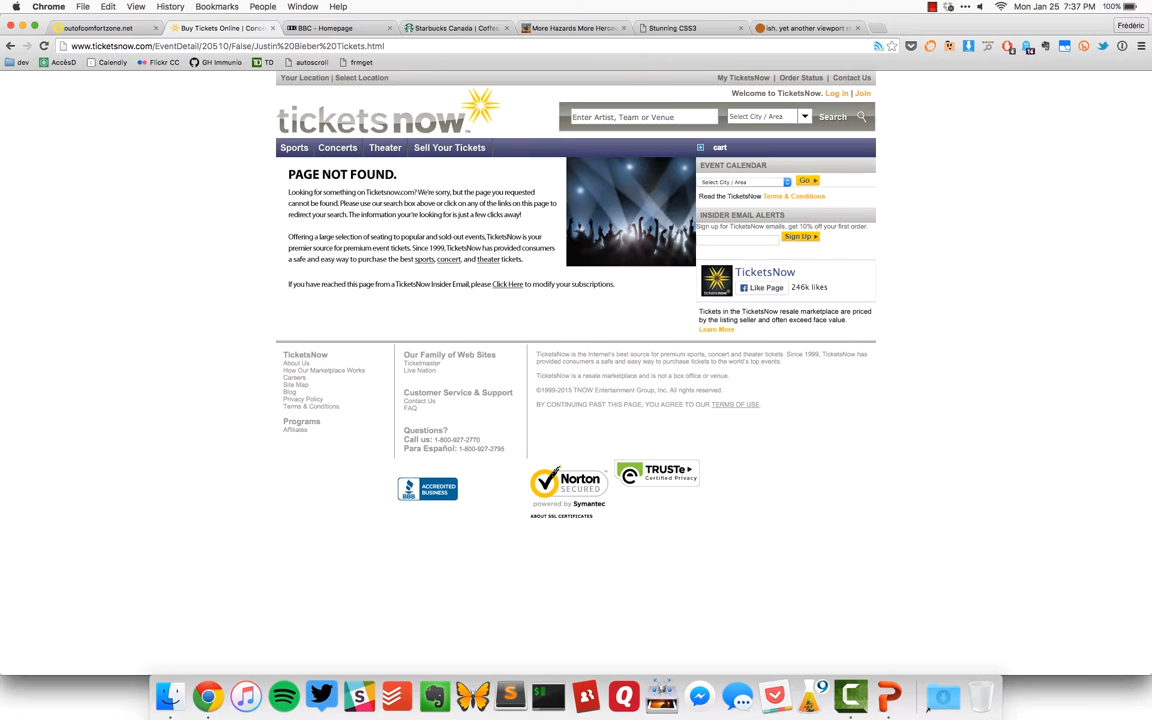 Chrome File Edit View History Bookmarks People Window Help Mon Jan 25 7:37 PM 100%
outofcomfortzone.net Buy Tickets Online | Conc BBC - Homepage Starbucks Canada | Coffee More Hazards More Heroes Stunning CSS3 ish. yet another viewport r Frédéric
www.ticketsnow.com/EventDetail/20510/False/Justin%20Bieber%20Tickets.html
dev AccèsD Calendly Flickr CC GH Immunio TD autoscroll frmget
Your Location | Select Location My TicketsNow | Order Status | Contact Us
Welcome to TicketsNow. Log in | Join
ticketsnow
Enter Artist, Team or Venue Select City / Area Search
Sports Concerts Theater Sell Your Tickets cart
PAGE NOT FOUND.
Looking for something on Ticketsnow.com? We're sorry, but the page you requested
cannot be found. Please use our search box above or click on any of the links on this page to
redirect your search. The information you're looking for is just a few clicks away!
Offering a large selection of seating to popular and sold-out events, TicketsNow is your
premier source for premium event tickets. Since 1999, TicketsNow has provided consumers
a safe and easy way to purchase the best sports, concert, and theater tickets.
If you have reached this page from a TicketsNow Insider Email, please Click Here to modify your subscriptions.
EVENT CALENDAR
Select City / Area Go
Read the TicketsNow Terms & Conditions
INSIDER EMAIL ALERTS
Sign up for TicketsNow emails, get 10% off your first order.
Sign Up
TicketsNow
Like Page 246k likes
Tickets in the TicketsNow resale marketplace are priced
by the listing seller and often exceed face value.
Learn More
TicketsNow
About Us
How Our Marketplace Works
Careers
Site Map
Blog
Privacy Policy
Terms & Conditions
Programs
Affiliates
Our Family of Web Sites
Ticketmaster
Live Nation
Customer Service & Support
Contact Us
FAQ
Questions?
Call us: 1-800-927-2770
Para Español: 1-800-927-2795
TicketsNow is the Internet's best source for premium sports, concert and theater tickets. Since 1999, TicketsNow has
provided consumers a safe and easy way to purchase tickets to the world's top events.
TicketsNow is a resale marketplace and is not a box office or venue.
©1999-2015 TNOW Entertainment Group, Inc. All rights reserved.
BY CONTINUING PAST THIS PAGE, YOU AGREE TO OUR TERMS OF USE.
BBB ACCREDITED
BUSINESS
Norton
SECURED
powered by Symantec
ABOUT SSL CERTIFICATES
TRUSTe
Certified Privacy